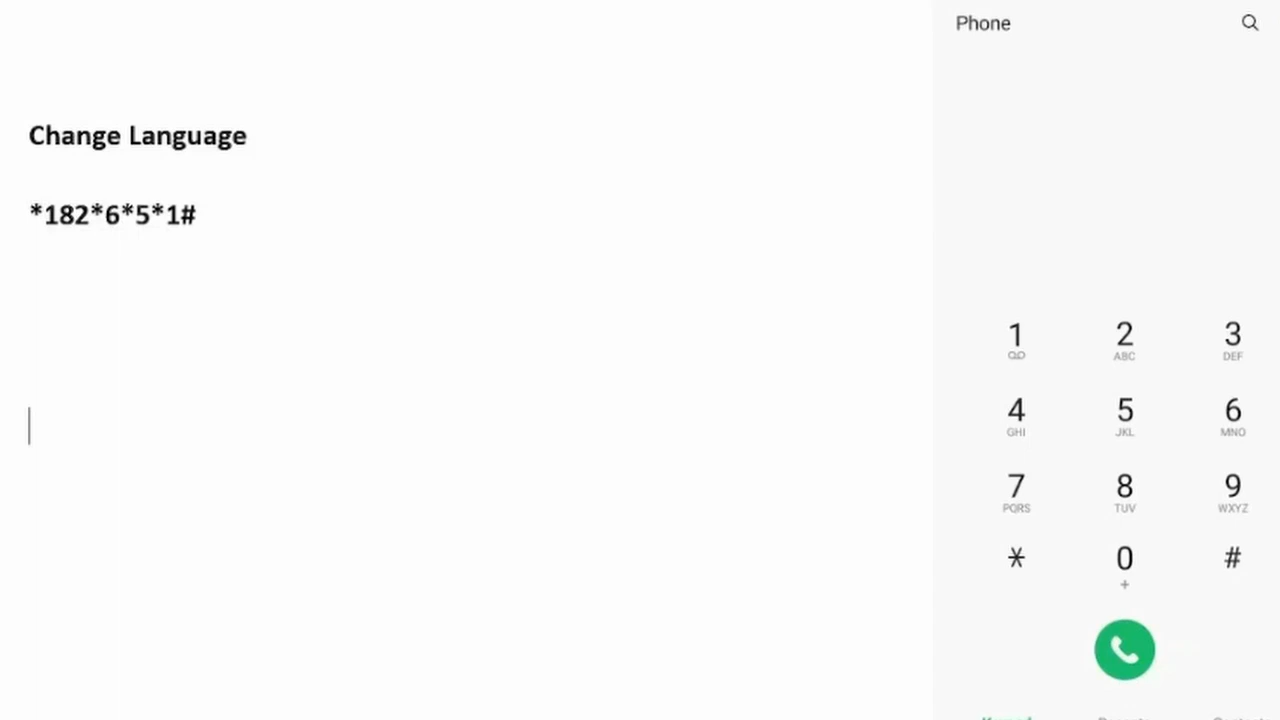 Phone
Change Language
*182*6*5*1#
1 2 3
ABC DEF
4 5 6
GHI JKL MNO
7 8 9
PQRS TUV WXYZ
* 0 #
+